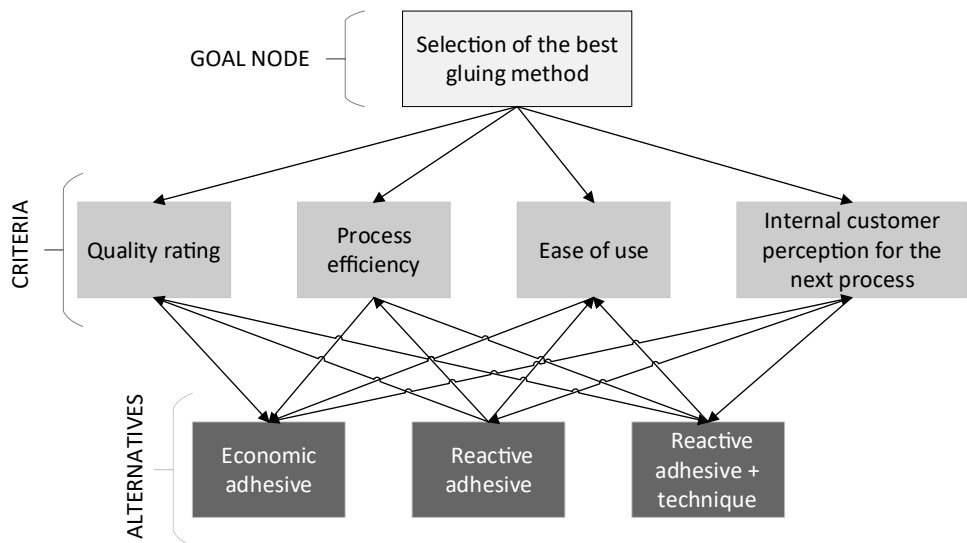 GOAL NODE
Selection of the best
gluing method
CRITERIA
Quality rating
Process
efficiency
Ease of use
Internal customer
perception for the
next process
ALTERNATIVES
Economic
adhesive
Reactive
adhesive
Reactive
adhesive +
technique